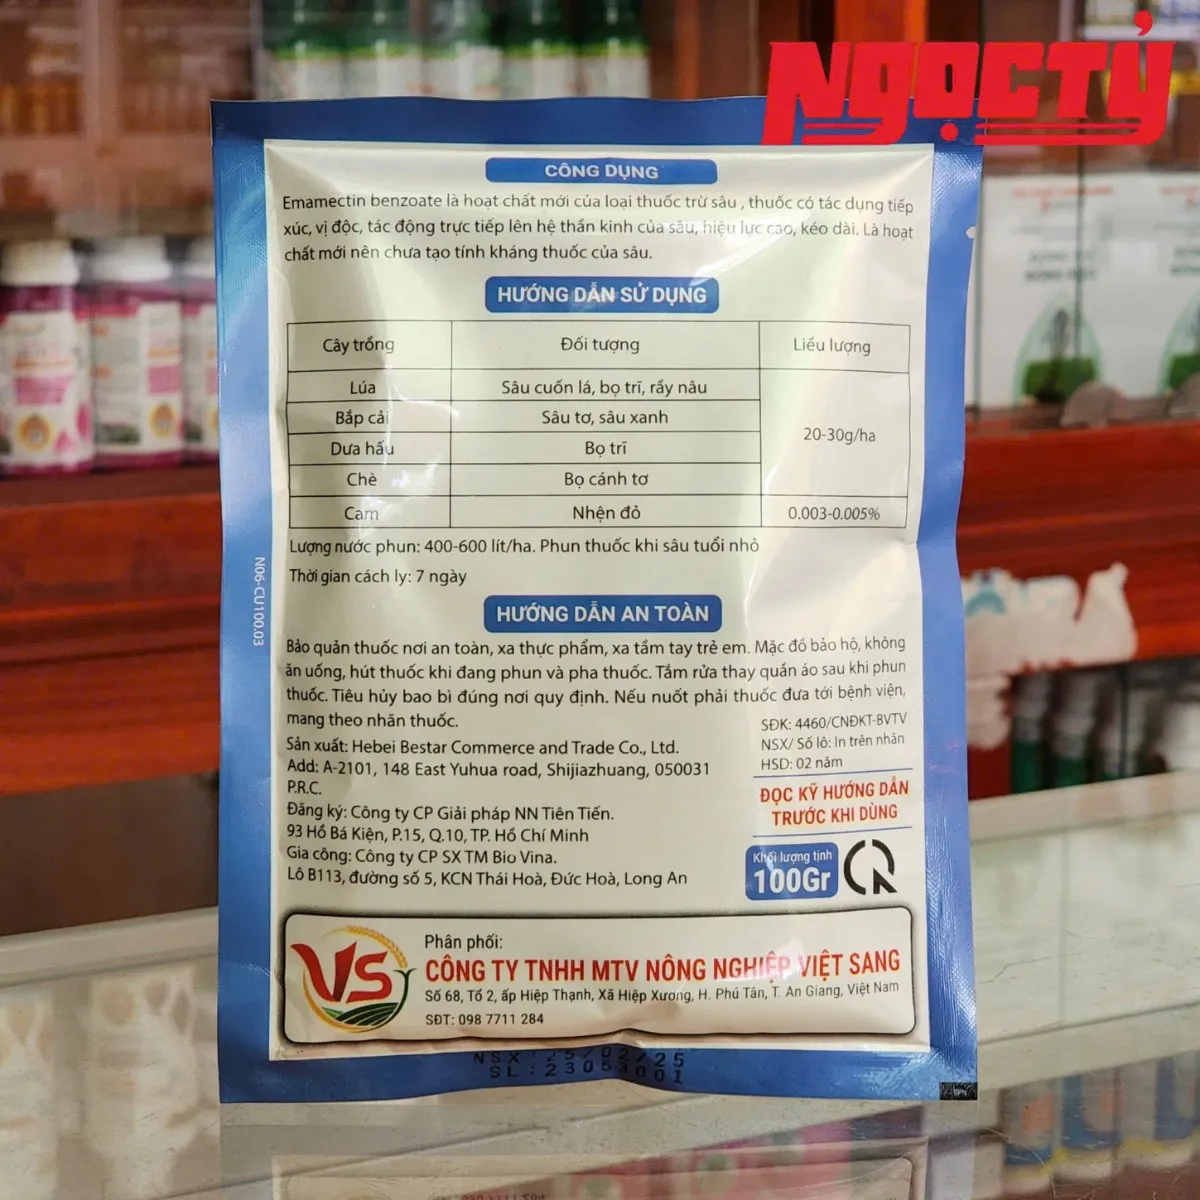 NGỌC TÝ
CÔNG DỤNG
Emamectin benzoate là hoạt chất mới của loại thuốc trừ sâu , thuốc có tác dụng tiếp
xúc, vị độc, tác động trực tiếp lên hệ thần kinh của sâu, hiệu lực cao, kéo dài. Là hoạt
chất mới nên chưa tạo tính kháng thuốc của sâu.
HƯỚNG DẪN SỬ DỤNG
Cây trồng Đối tượng Liều lượng
Lúa Sâu cuốn lá, bọ trĩ, rầy nâu
Bắp cải Sâu tơ, sâu xanh
20-30g/ha
Dưa hấu Bọ trĩ
Chè Bọ cánh tơ
Cam Nhện đỏ 0.003-0.005%
Lượng nước phun: 400-600 lít/ha. Phun thuốc khi sâu tuổi nhỏ
Thời gian cách ly: 7 ngày
N06-CU100.03
HƯỚNG DẪN AN TOÀN
Bảo quản thuốc nơi an toàn, xa thực phẩm, xa tầm tay trẻ em. Mặc đồ bảo hộ, không
ăn uống, hút thuốc khi đang phun và pha thuốc. Tắm rửa thay quần áo sau khi phun
thuốc. Tiêu hủy bao bì đúng nơi quy định. Nếu nuốt phải thuốc đưa tới bệnh viện,
mang theo nhãn thuốc.
SĐK: 4460/CNĐKT-BVTV
NSX/ Số lô: In trên nhãn
HSD: 02 năm
Sản xuất: Hebei Bestar Commerce and Trade Co., Ltd.
Add: A-2101, 148 East Yuhua road, Shijiazhuang, 050031
P.R.C.
Đăng ký: Công ty CP Giải pháp NN Tiên Tiến.
93 Hồ Bá Kiện, P.15, Q.10, TP. Hồ Chí Minh
Gia công: Công ty CP SX TM Bio Vina.
Lô B113, đường số 5, KCN Thái Hoà, Đức Hoà, Long An
ĐỌC KỸ HƯỚNG DẪN
TRƯỚC KHI DÙNG
Khối lượng tịnh
100Gr
VS
Phân phối:
CÔNG TY TNHH MTV NÔNG NGHIỆP VIỆT SANG
Số 68, Tổ 2, ấp Hiệp Thạnh, Xã Hiệp Xương, H. Phú Tân, T. An Giang, Việt Nam
SĐT: 098 7711 284
NSX: 25/02/25
SL: 23053001